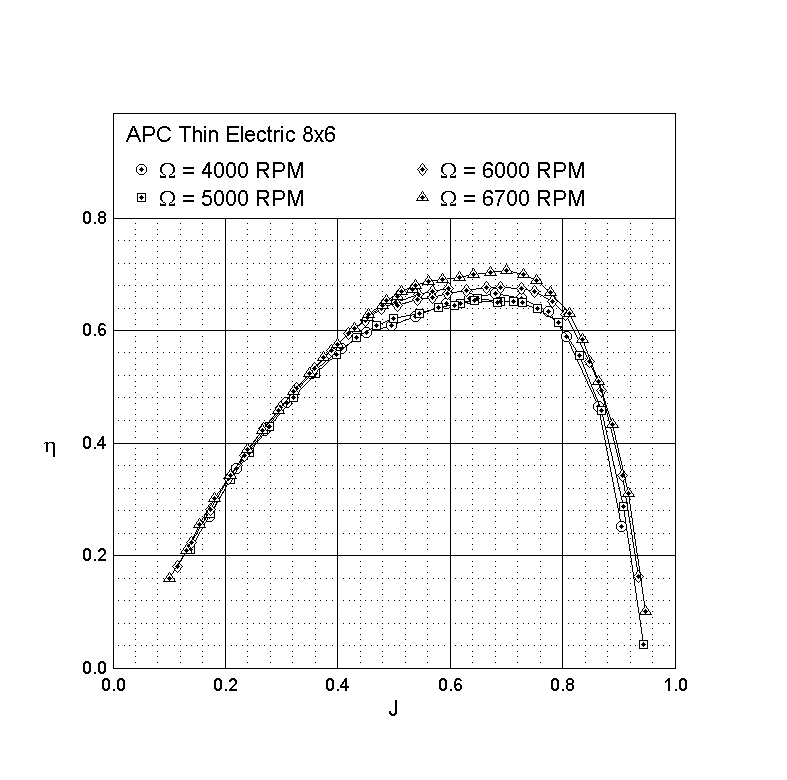 APC Thin Electric 8x6
Ω = 4000 RPM
Ω = 6000 RPM
Ω = 5000 RPM
Ω = 6700 RPM
0.8
0.6
0.4
η
0.2
0.0
0.0 0.2 0.4 0.6 0.8 1.0
J